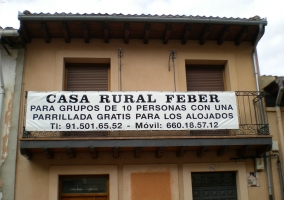 CASA RURAL FEBER
PARA GRUPOS DE 10 PERSONAS CON UNA
PARRILLADA GRATIS PARA LOS ALOJADOS
Tl: 91.501.65.52 - Móvil: 660.18.57.12